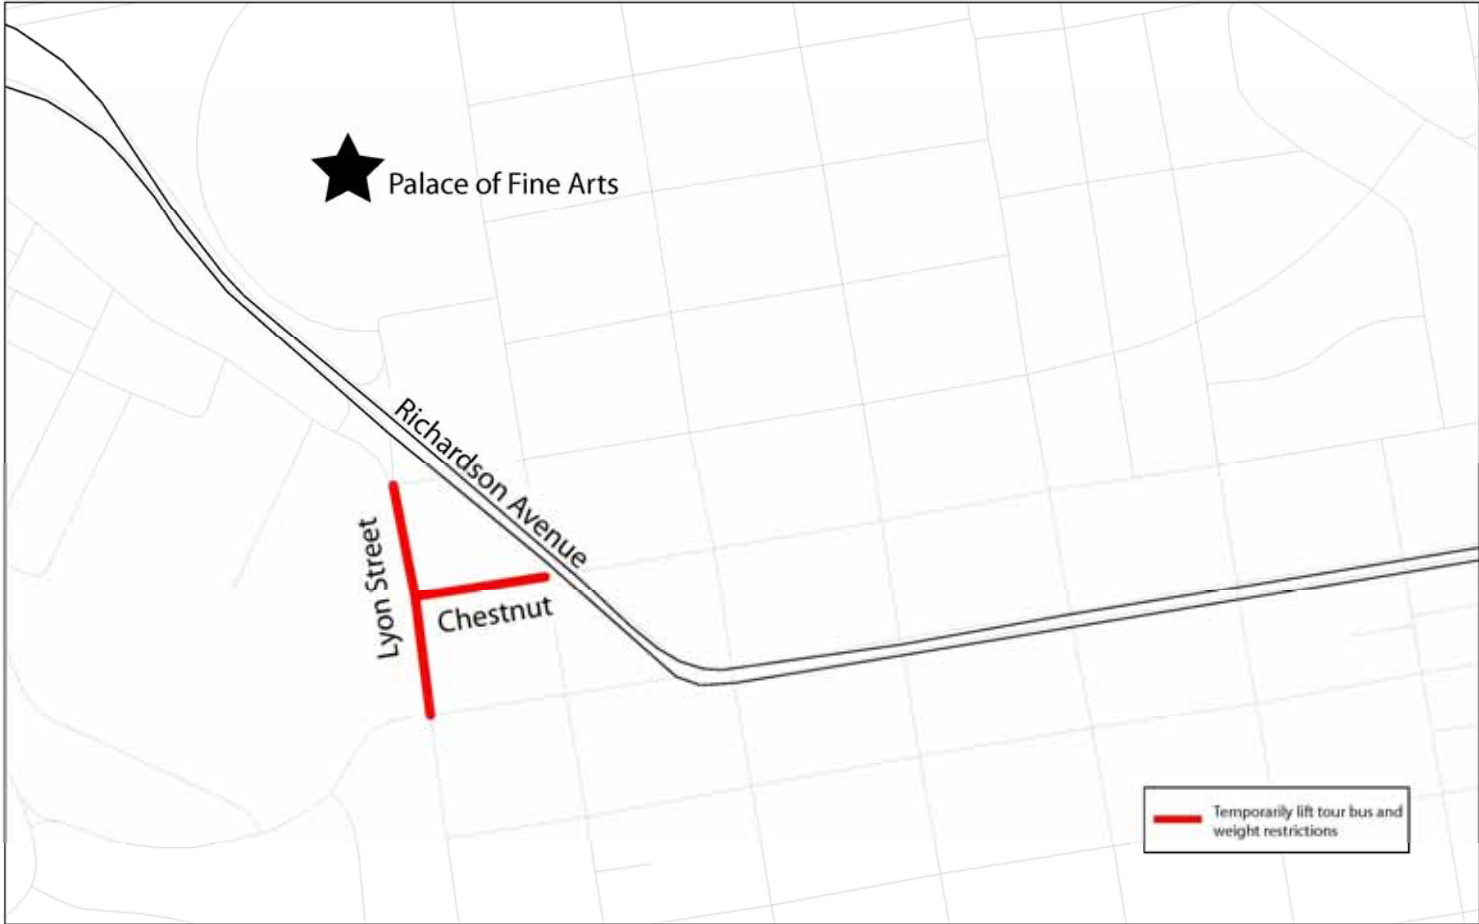 Palace of Fine Arts
Richardson Avenue
Lyon Street
Chestnut
Temporarily lift tour bus and
weight restrictions